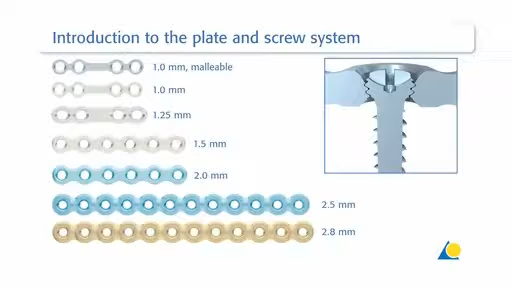 Introduction to the plate and screw system
1.0 mm, malleable
1.0 mm
1.25 mm
1.5 mm
2.0 mm
2.5 mm
2.8 mm